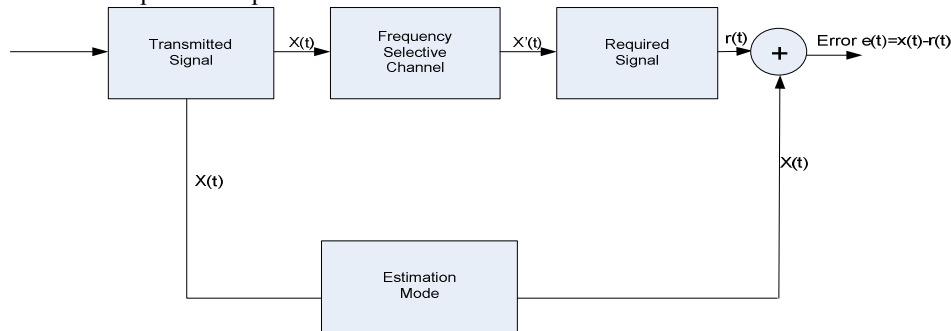 Transmitted
Signal
X(t)
Frequency
Selective
Channel
X'(t)
Required
Signal
r(t)
+
Error e(t)=x(t)-r(t)
X(t)
X(t)
Estimation
Mode